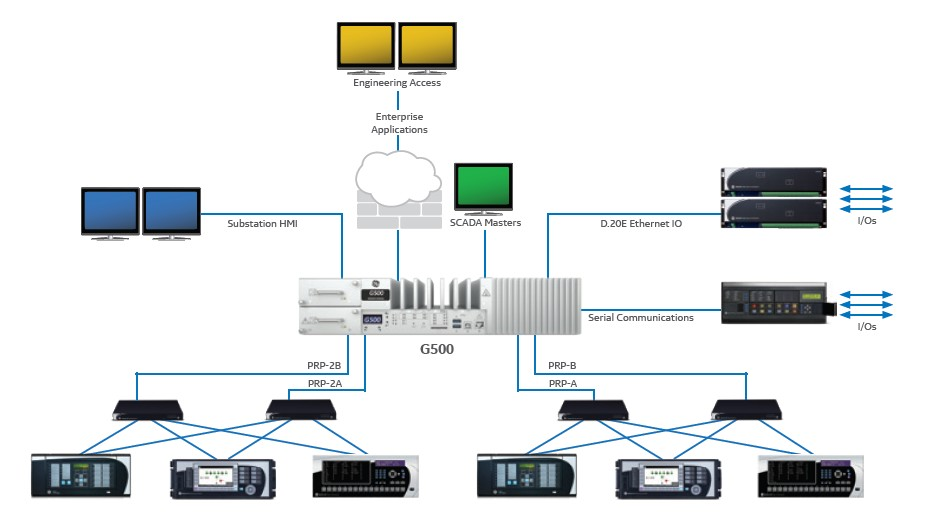 Engineering Access
Enterprise
Applications
Substation HMI
SCADA Masters
D.20E Ethernet IO
I/Os
G500
G500
Serial Communications
I/Os
G500
PRP-2B
PRP-2A
PRP-B
PRP-A